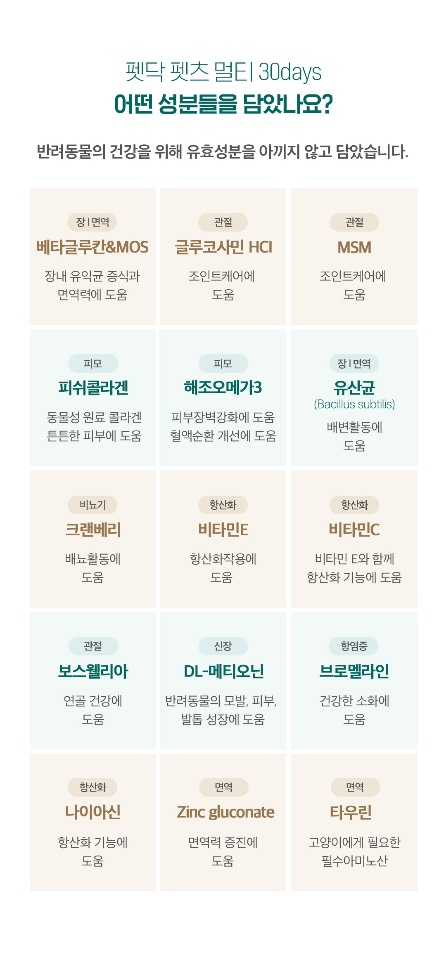 펫닥 펫츠 멀티 30days
어떤 성분들을 담았나요?
반려동물의 건강을 위해 유효성분을 아끼지 않고 담았습니다.
장 | 면역
베타글루칸&MOS
장내 유익균 증식과
면역력에 도움
관절
글루코사민 HCl
조인트케어에
도움
관절
MSM
조인트케어에
도움
피모
피쉬콜라겐
동물성 원료 콜라겐
튼튼한 피부에 도움
피모
해조오메가3
피부장벽강화에 도움
혈액순환 개선에 도움
장 | 면역
유산균
(Bacillus subtilis)
배변활동에
도움
비뇨기
크랜베리
배뇨활동에
도움
항산화
비타민E
항산화작용에
도움
항산화
비타민C
비타민 E와 함께
항산화 기능에 도움
관절
보스웰리아
연골 건강에
도움
신장
DL-메티오닌
반려동물의 모발, 피부,
발톱 성장에 도움
항염증
브로멜라인
건강한 소화에
도움
항산화
나이아신
항산화 기능에
도움
면역
Zinc gluconate
면역력 증진에
도움
면역
타우린
고양이에게 필요한
필수아미노산